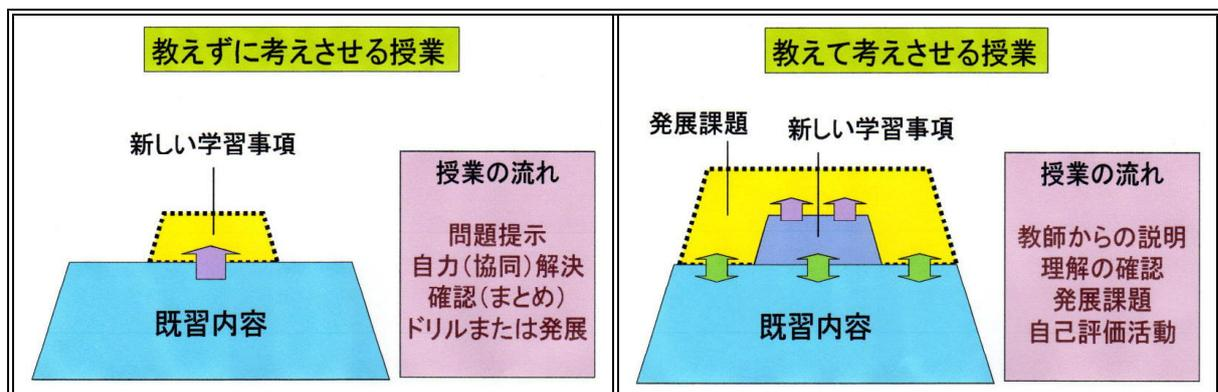 教えずに考えさせる授業
新しい学習事項
既習内容
授業の流れ
問題提示
自力(協同)解決
確認(まとめ)
ドリルまたは発展
教えて考えさせる授業
発展課題
新しい学習事項
既習内容
授業の流れ
教師からの説明
理解の確認
発展課題
自己評価活動